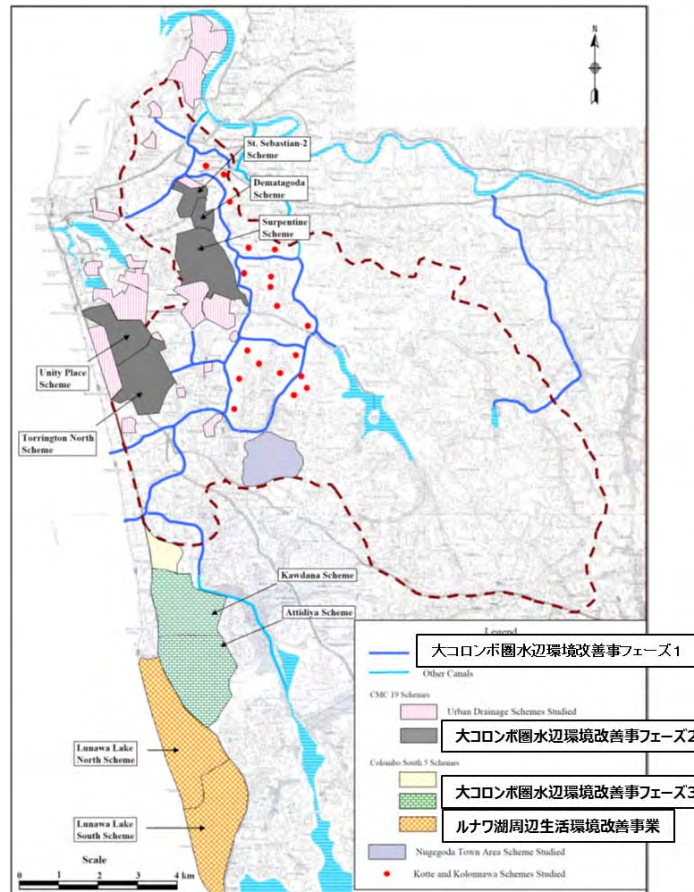 N
St. Sebastian-2
Scheme
Dematagoda
Scheme
Surpentine
Scheme
Unity Place
Scheme
Torrington North
Scheme
Kawdana Scheme
Attidiya Scheme
Lunawa Lake
North Scheme
Lunawa Lake
South Scheme
Scale
0 1 2 3 4 km
Legend
大コロンボ圏水辺環境改善事フェーズ1
Other Canals
CMC 19 Schemes
Urban Drainage Schemes Studied
大コロンボ圏水辺環境改善事フェーズ2
Colombo South 5 Schemes
大コロンボ圏水辺環境改善事フェーズ3
ルナワ湖周辺生活環境改善事業
Nugegoda Town Area Scheme Studied
Kotte and Kolonnawa Schemes Studied